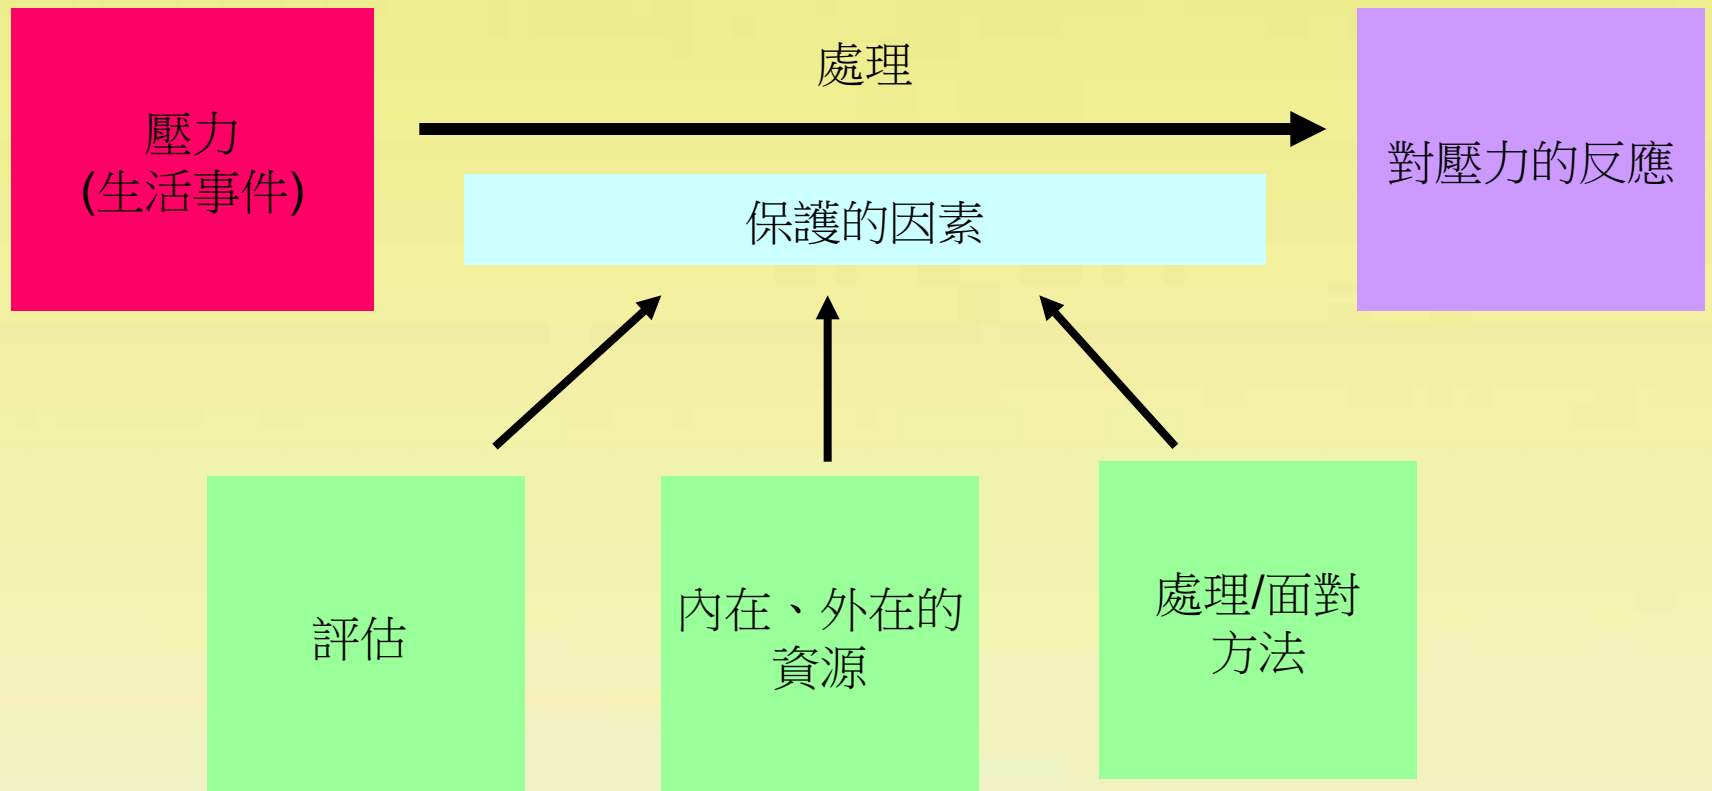 壓力
(生活事件)
處理
對壓力的反應
保護的因素
評估
內在、外在的
資源
處理/面對
方法